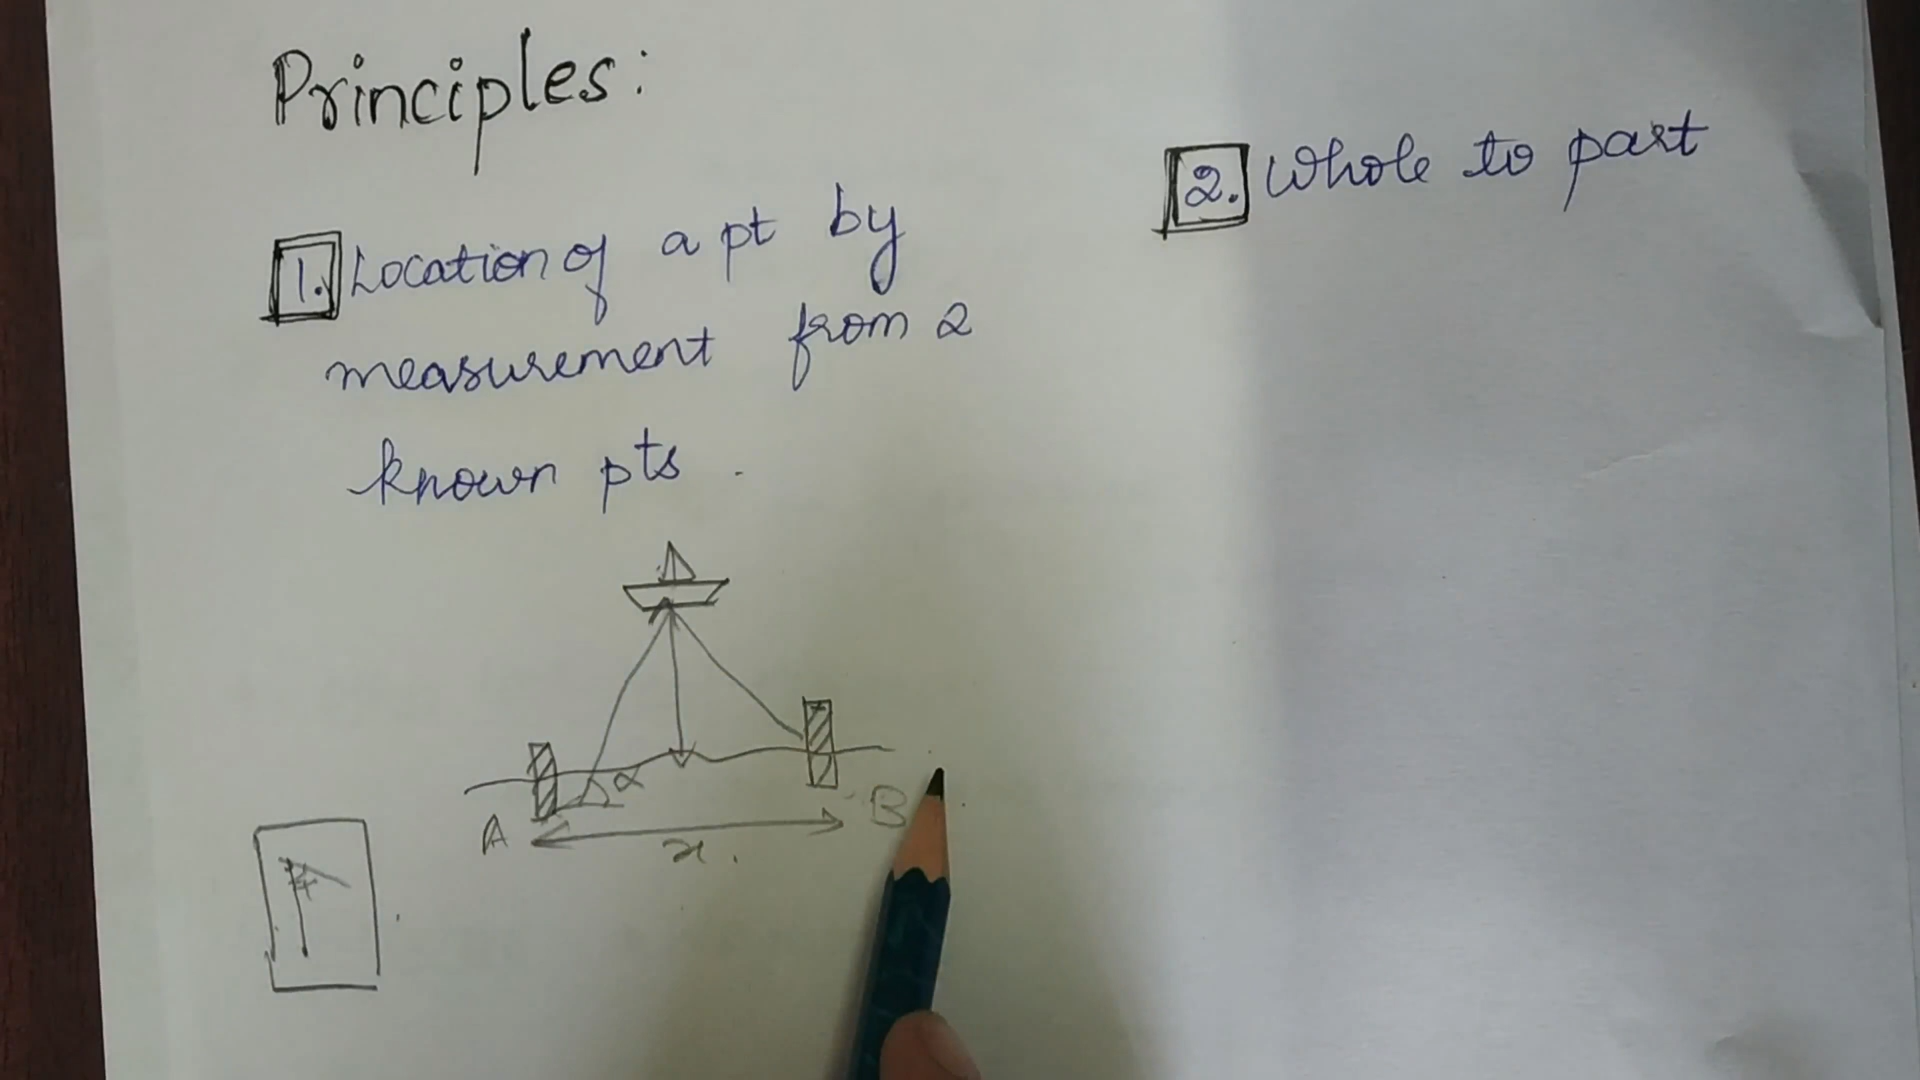 Principles:
1. Location of a pt by
measurement from 2
known pts.
2. Whole to part
α
A
B
x.